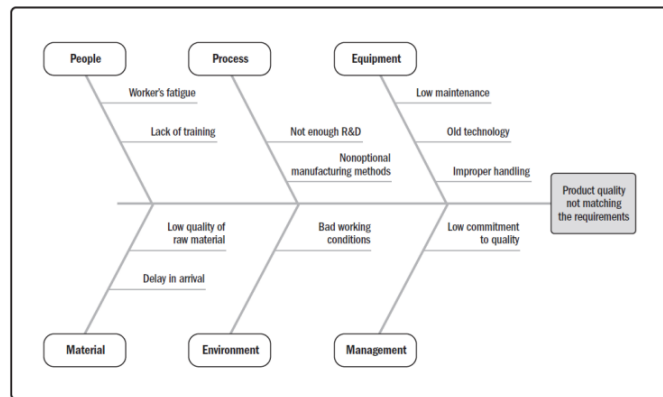 People
Process
Equipment
Worker's fatigue
Low maintenance
Lack of training
Not enough R&D
Old technology
Nonoptional
manufacturing methods
Improper handling
Product quality
not matching
the requirements
Low quality of
raw material
Bad working
conditions
Low commitment
to quality
Delay in arrival
Material
Environment
Management